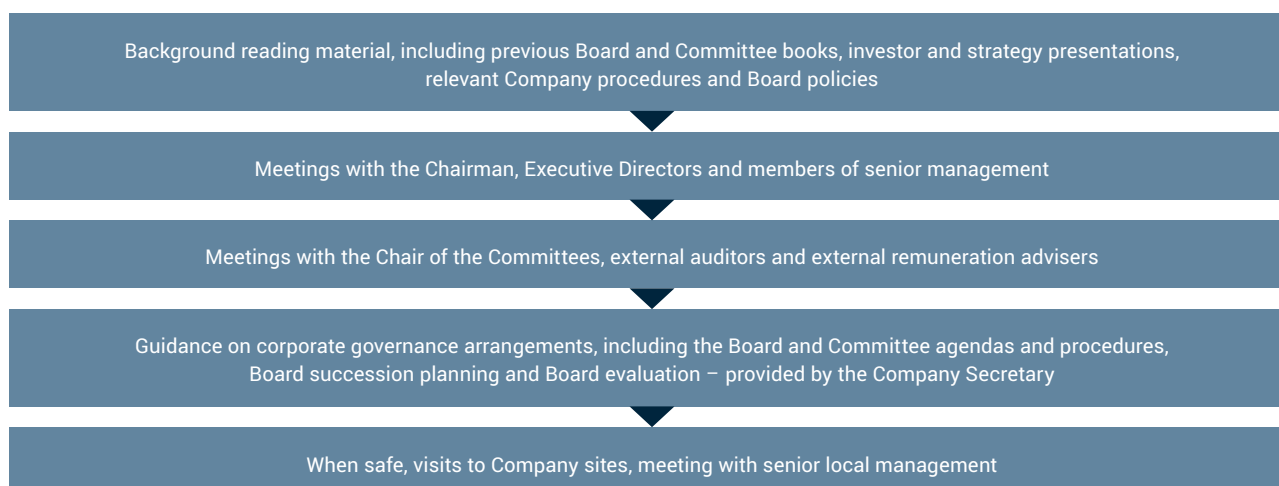 Background reading material, including previous Board and Committee books, investor and strategy presentations,
relevant Company procedures and Board policies
Meetings with the Chairman, Executive Directors and members of senior management
Meetings with the Chair of the Committees, external auditors and external remuneration advisers
Guidance on corporate governance arrangements, including the Board and Committee agendas and procedures,
Board succession planning and Board evaluation – provided by the Company Secretary
When safe, visits to Company sites, meeting with senior local management